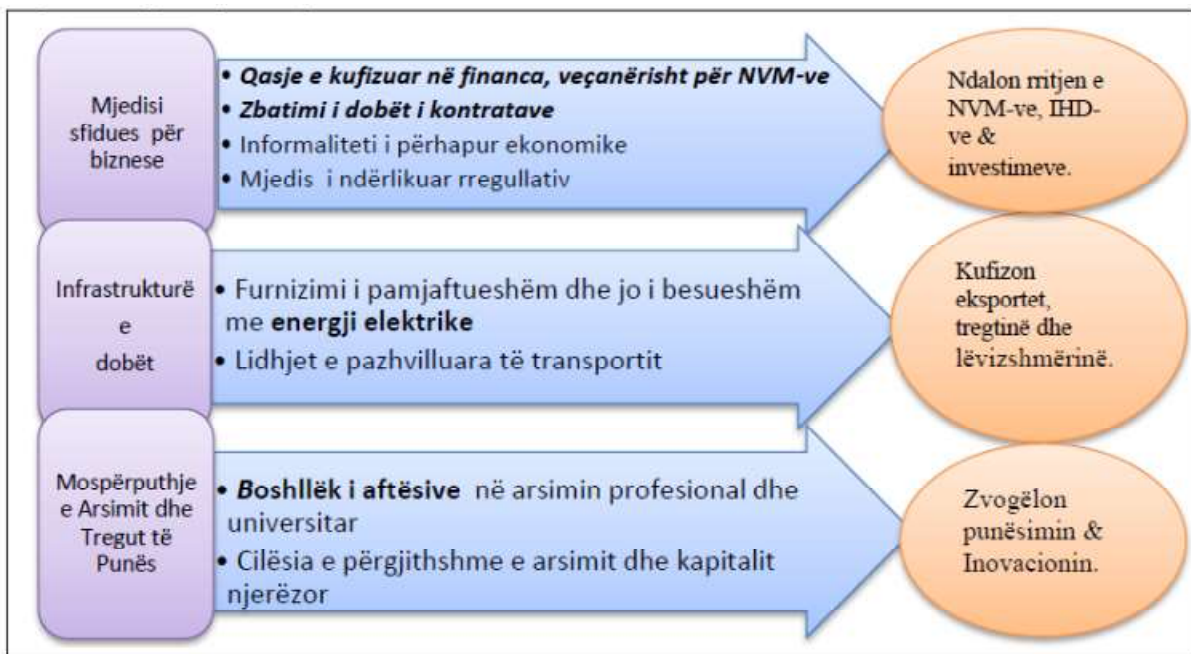 Mjedisi
sfidues për
biznese
• Qasje e kufizuar në financa, veçanërisht për NVM-ve
• Zbatimi i dobët i kontratave
• Informaliteti i përhapur ekonomike
• Mjedis i ndërlikuar rregullativ
Ndalon rritjen e
NVM-ve, IHD-
ve &
investimeve.
Infrastrukturë
e
dobët
• Furnizimi i pamjaftueshëm dhe jo i besueshëm
me energji elektrike
• Lidhjet e pazhvilluara të transportit
Kufizon
eksportet,
tregtinë dhe
lëvizshmërinë.
Mospërputhje
e Arsimit dhe
Tregut të
Punës
• Boshllëk i aftësive në arsimin profesional dhe
universitar
• Cilësia e përgjithshme e arsimit dhe kapitalit
njerëzor
Zvogëlon
punësimin &
Inovacionin.